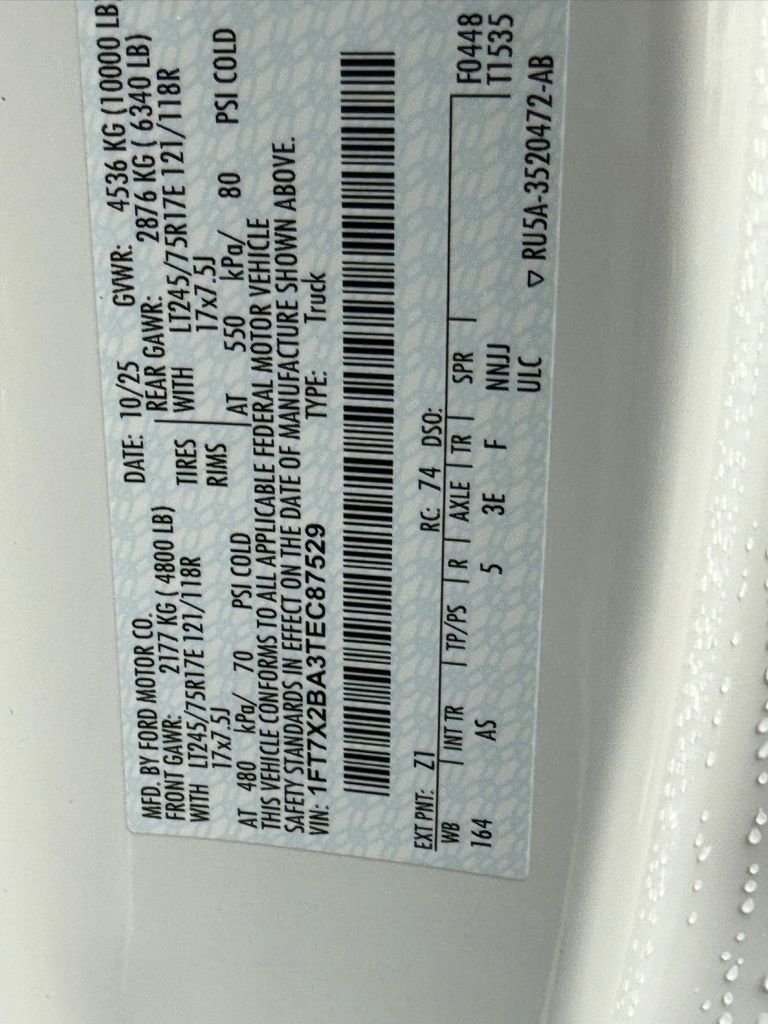 MFD. BY FORD MOTOR CO.
DATE: 10/25 GVWR: 4536 KG (10000 LB
FRONT GAWR: 2177 KG ( 4800 LB) REAR GAWR: 2876 KG ( 6340 LB)
WITH LT245/75R17E 121/118R TIRES WITH LT245/75R17E 121/118R
17x7.5J RIMS 17x7.5J
AT 480 kPa/ 70 PSI COLD AT 550 kPa/ 80 PSI COLD
THIS VEHICLE CONFORMS TO ALL APPLICABLE FEDERAL MOTOR VEHICLE
SAFETY STANDARDS IN EFFECT ON THE DATE OF MANUFACTURE SHOWN ABOVE.
VIN: 1FT7X2BA3TEC87529 TYPE: Truck
EXT PNT: Z1 RC: 74 DSO: F0448
WB INT TR TP/PS R AXLE TR SPR T1535
164 AS 5 3E F NNJJ
ULC ▽ RU5A-3520472-AB